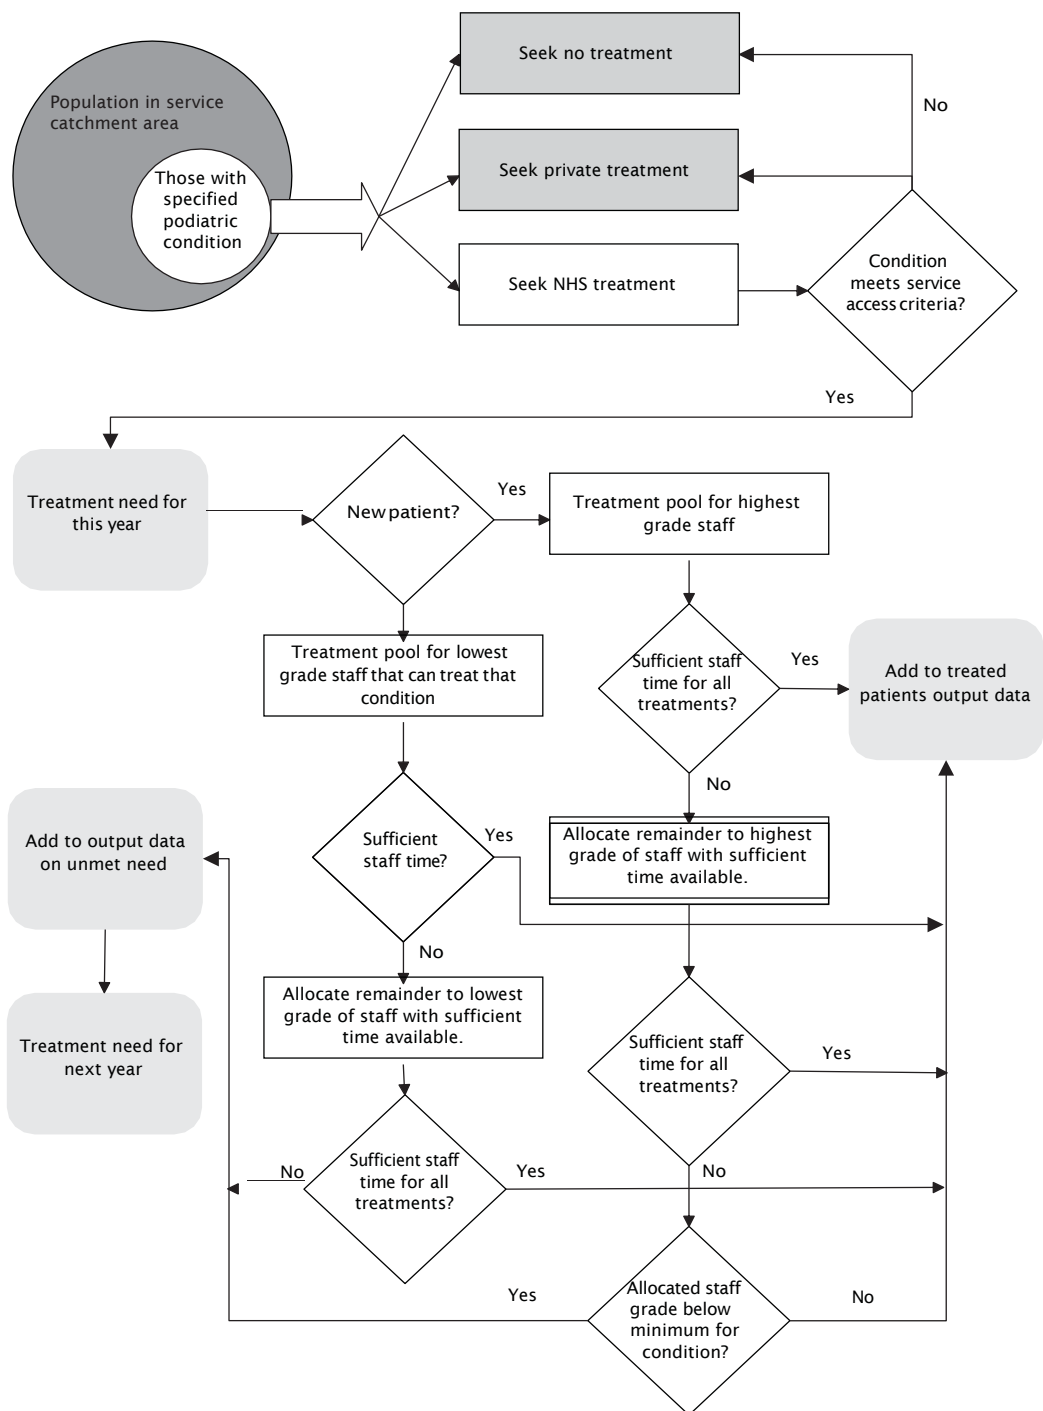 Seek no treatment
Population in service
catchment area
No
Those with
specified
podiatric
condition
Seek private treatment
Seek NHS treatment
Condition
meets service
access criteria?
Yes
Treatment need for
this year
New patient?
Yes
Treatment pool for highest
grade staff
Treatment pool for lowest
grade staff that can treat that
condition
Sufficient staff
time for all
treatments?
Yes
Add to treated
patients output data
No
Add to output data
on unmet need
Sufficient
staff time?
Yes
Allocate remainder to highest
grade of staff with sufficient
time available.
No
Allocate remainder to lowest
grade of staff with sufficient
time available.
Treatment need for
next year
Sufficient staff
time for all
treatments?
Yes
No
Sufficient staff
time for all
treatments?
Yes
No
Yes
Allocated staff
grade below
minimum for
condition?
No